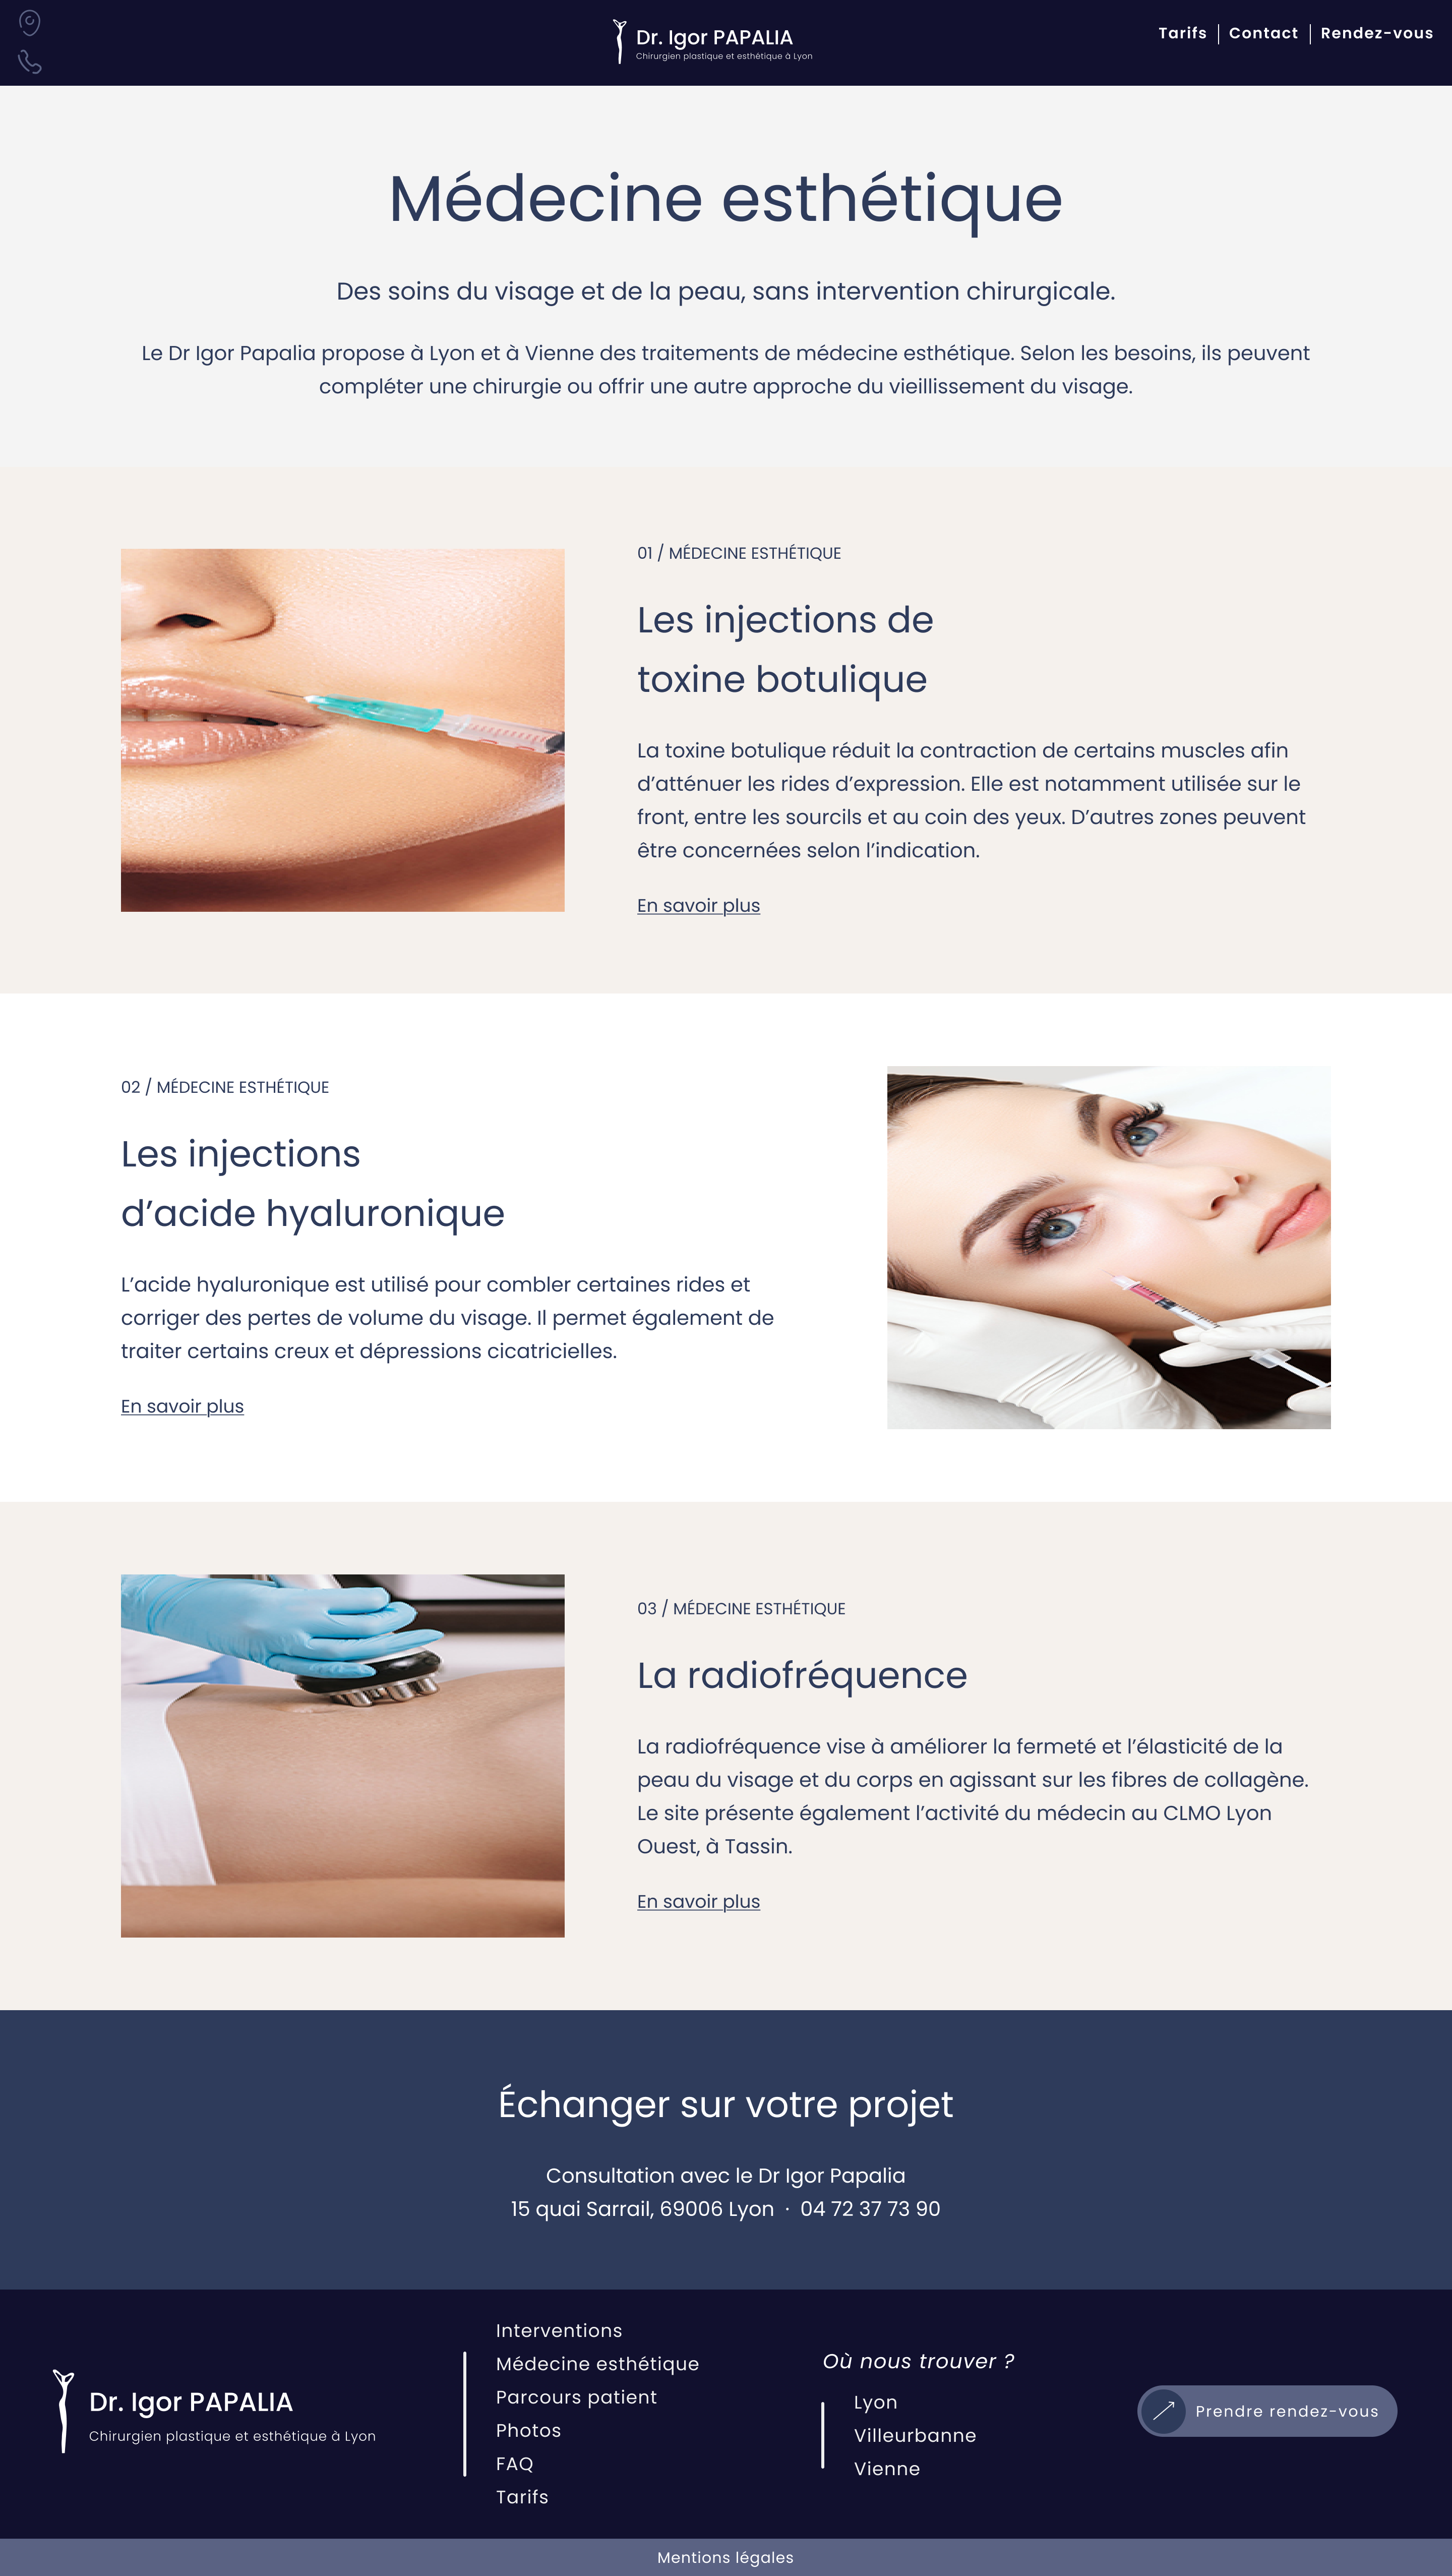 Dr. Igor PAPALIA
Chirurgien plastique et esthétique à Lyon
Tarifs
Contact
Rendez-vous
Médecine esthétique
Des soins du visage et de la peau, sans intervention chirurgicale.
Le Dr Igor Papalia propose à Lyon et à Vienne des traitements de médecine esthétique. Selon les besoins, ils peuvent
compléter une chirurgie ou offrir une autre approche du vieillissement du visage.
01 / MÉDECINE ESTHÉTIQUE
Les injections de
toxine botulique
La toxine botulique réduit la contraction de certains muscles afin
d’atténuer les rides d’expression. Elle est notamment utilisée sur le
front, entre les sourcils et au coin des yeux. D’autres zones peuvent
être concernées selon l’indication.
En savoir plus
02 / MÉDECINE ESTHÉTIQUE
Les injections
d’acide hyaluronique
L’acide hyaluronique est utilisé pour combler certaines rides et
corriger des pertes de volume du visage. Il permet également de
traiter certains creux et dépressions cicatricielles.
En savoir plus
03 / MÉDECINE ESTHÉTIQUE
La radiofréquence
La radiofréquence vise à améliorer la fermeté et l’élasticité de la
peau du visage et du corps en agissant sur les fibres de collagène.
Le site présente également l’activité du médecin au CLMO Lyon
Ouest, à Tassin.
En savoir plus
Échanger sur votre projet
Consultation avec le Dr Igor Papalia
15 quai Sarrail, 69006 Lyon · 04 72 37 73 90
Dr. Igor PAPALIA
Chirurgien plastique et esthétique à Lyon
Interventions
Médecine esthétique
Parcours patient
Photos
FAQ
Tarifs
Où nous trouver ?
Lyon
Villeurbanne
Vienne
Prendre rendez-vous
Mentions légales